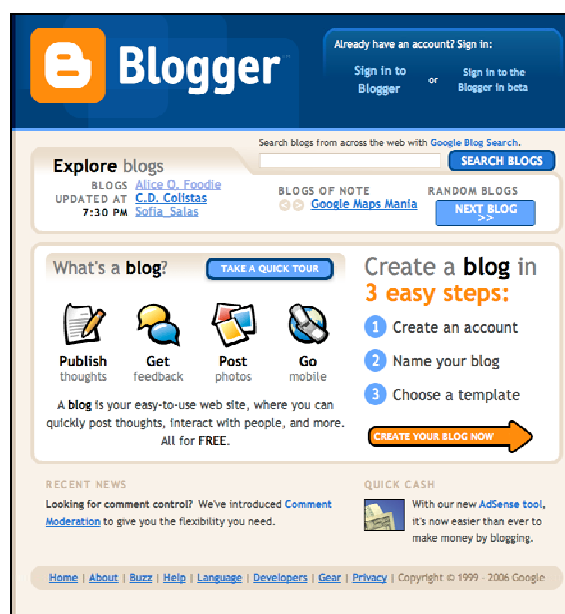 Blogger™
Already have an account? Sign in:
Sign in to
Blogger
or
Sign in to the
Blogger in beta
Search blogs from across the web with Google Blog Search.
SEARCH BLOGS
Explore blogs
BLOGS
UPDATED AT
7:30 PM
Alice O. Foodie
C.D. Colistas
Sofia_Salas
BLOGS OF NOTE
Google Maps Mania
RANDOM BLOGS
NEXT BLOG
>>
What's a blog?
TAKE A QUICK TOUR
Publish
thoughts
Get
feedback
Post
photos
Go
mobile
A blog is your easy-to-use web site, where you can
quickly post thoughts, interact with people, and more.
All for FREE.
Create a blog in
3 easy steps:
1 Create an account
2 Name your blog
3 Choose a template
CREATE YOUR BLOG NOW
RECENT NEWS
Looking for comment control? We've introduced Comment
Moderation to give you the flexibility you need.
QUICK CASH
With our new AdSense tool,
it's now easier than ever to
make money by blogging.
Home | About | Buzz | Help | Language | Developers | Gear | Privacy | Copyright © 1999 - 2006 Google